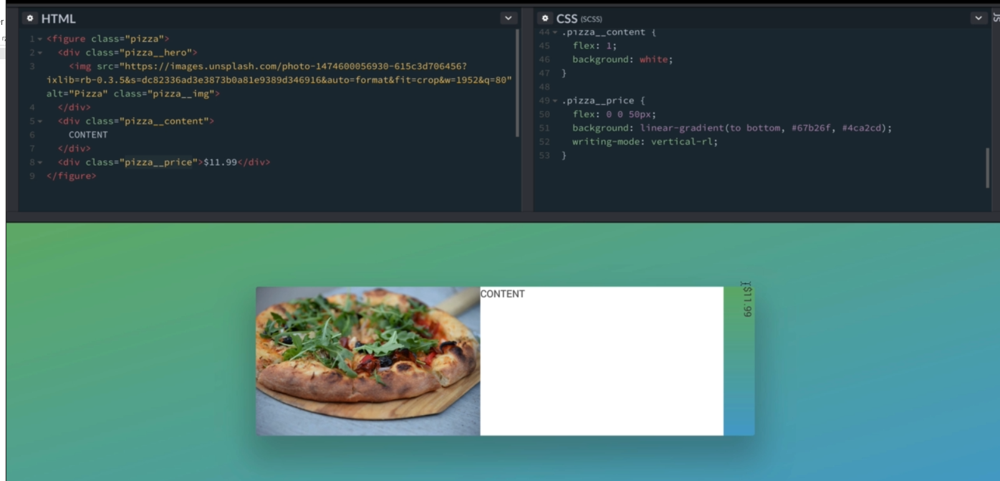 HTML
1 <figure class="pizza">
2 <div class="pizza__hero">
3 <img src="https://images.unsplash.com/photo-1474600056930-615c3d706456?
ixlib=rb-0.3.5&s=dc82336ad3e3873b0a81e9389d346916&auto=format&fit=crop&w=1952&q=80"
alt="Pizza" class="pizza__img">
4 </div>
5 <div class="pizza__content">
6 CONTENT
7 </div>
8 <div class="pizza__price">$11.99</div>
9 </figure>
CSS (SCSS)
44 .pizza__content {
45 flex: 1;
46 background: white;
47 }
48
49 .pizza__price {
50 flex: 0 0 50px;
51 background: linear-gradient(to bottom, #67b26f, #4ca2cd);
52 writing-mode: vertical-rl;
53 }
JS
CONTENT
$11.99